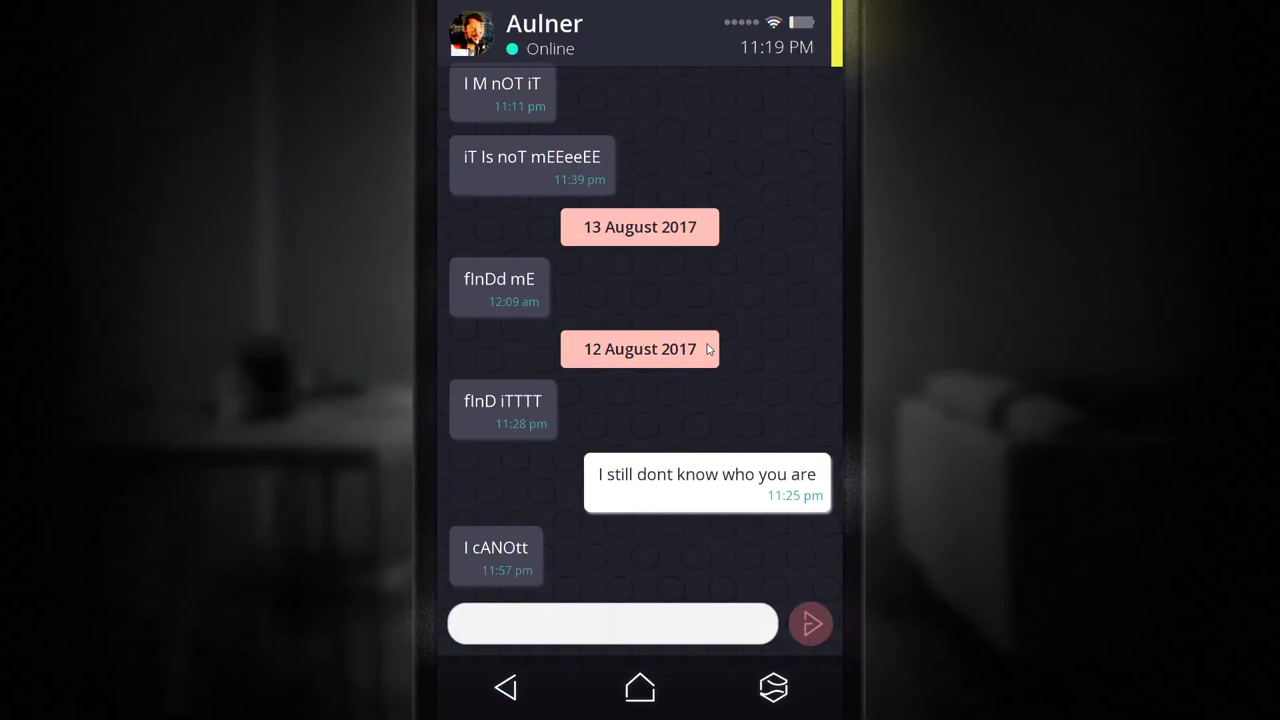 Aulner
Online
11:19 PM
I M nOT iT
11:11 pm
iT Is noT mEEeeEE
11:39 pm
13 August 2017
fInDd mE
12:09 am
12 August 2017
fInD iTTTT
11:28 pm
I still dont know who you are
11:25 pm
I cANOtt
11:57 pm